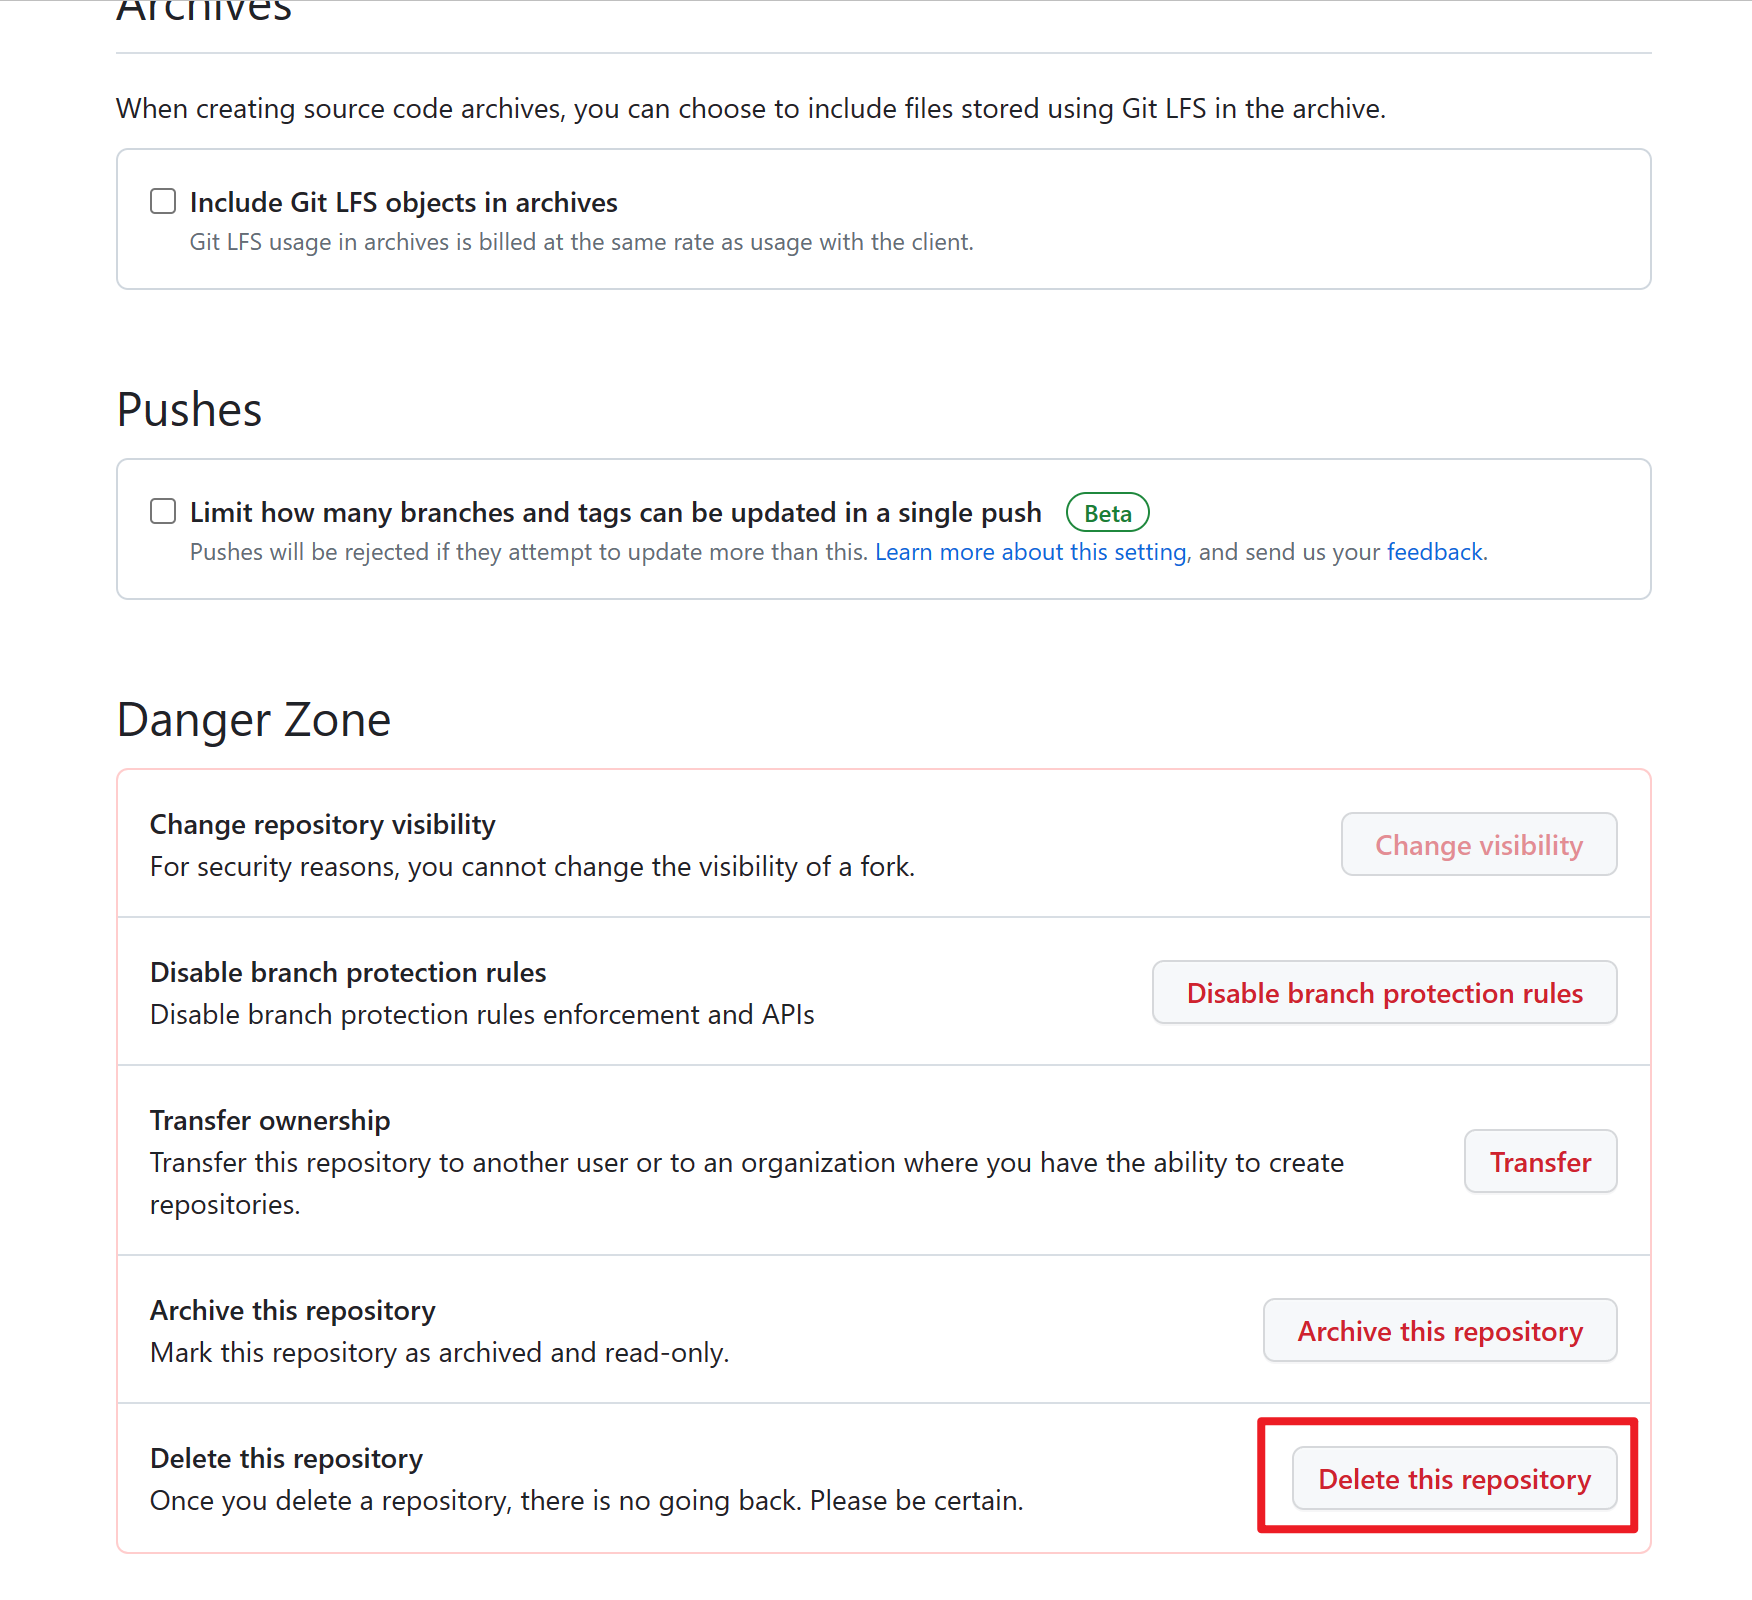 Archives
When creating source code archives, you can choose to include files stored using Git LFS in the archive.
Include Git LFS objects in archives
Git LFS usage in archives is billed at the same rate as usage with the client.
Pushes
Limit how many branches and tags can be updated in a single push Beta
Pushes will be rejected if they attempt to update more than this. Learn more about this setting, and send us your feedback.
Danger Zone
Change repository visibility
For security reasons, you cannot change the visibility of a fork.
Change visibility
Disable branch protection rules
Disable branch protection rules enforcement and APIs
Disable branch protection rules
Transfer ownership
Transfer this repository to another user or to an organization where you have the ability to create
repositories.
Transfer
Archive this repository
Mark this repository as archived and read-only.
Archive this repository
Delete this repository
Once you delete a repository, there is no going back. Please be certain.
Delete this repository